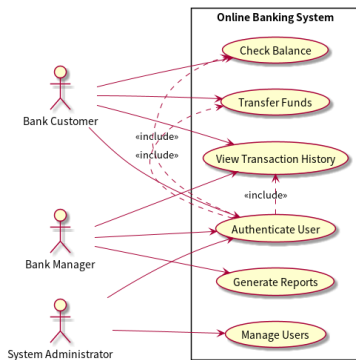 Online Banking System
Check Balance
Transfer Funds
Bank Customer
«include»
«include»
View Transaction History
«include»
Authenticate User
Bank Manager
Generate Reports
Manage Users
System Administrator